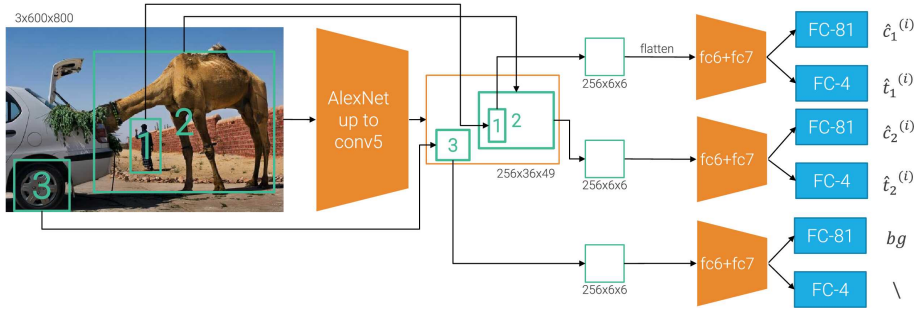 3x600x800
1
2
3
AlexNet
up to
conv5
1
2
3
256x36x49
256x6x6
flatten
fc6+fc7
FC-81
ĉ₁⁽ⁱ⁾
FC-4
t̂₁⁽ⁱ⁾
256x6x6
fc6+fc7
FC-81
ĉ₂⁽ⁱ⁾
FC-4
t̂₂⁽ⁱ⁾
256x6x6
fc6+fc7
FC-81
bg
FC-4
\